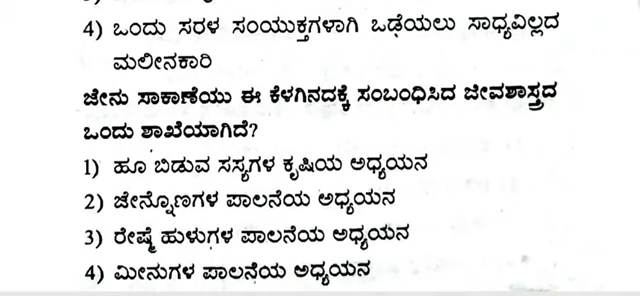 4) ಒಂದು ಸರಳ ಸಂಯುಕ್ತಗಳಾಗಿ ಒಡೆಯಲು ಸಾಧ್ಯವಿಲ್ಲದ
ಮಲೀನಕಾರಿ
ಜೇನು ಸಾಕಾಣೆಯು ಈ ಕೆಳಗಿನದಕ್ಕೆ ಸಂಬಂಧಿಸಿದ ಜೀವಶಾಸ್ತ್ರದ
ಒಂದು ಶಾಖೆಯಾಗಿದೆ?
1) ಹೂ ಬಿಡುವ ಸಸ್ಯಗಳ ಕೃಷಿಯ ಅಧ್ಯಯನ
2) ಜೇನ್ನೊಣಗಳ ಪಾಲನೆಯ ಅಧ್ಯಯನ
3) ರೇಷ್ಮೆ ಹುಳುಗಳ ಪಾಲನೆಯ ಅಧ್ಯಯನ
4) ಮೀನುಗಳ ಪಾಲನೆಯ ಅಧ್ಯಯನ